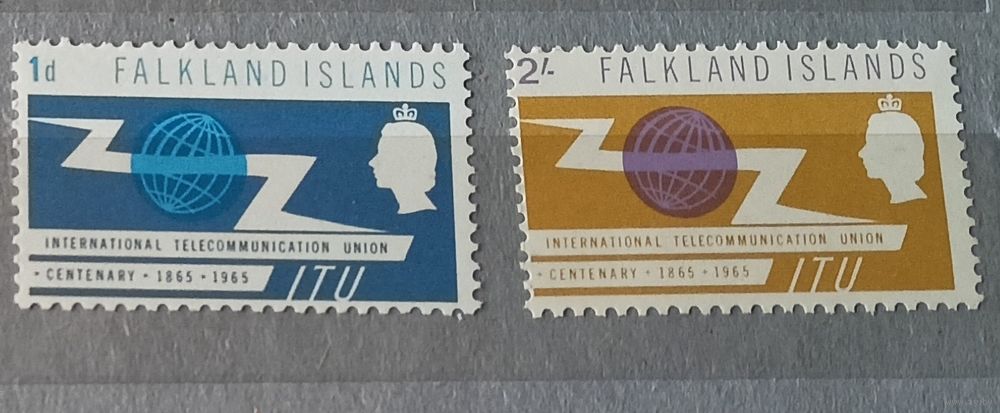 1d FALKLAND ISLANDS
INTERNATIONAL TELECOMMUNICATION UNION
• CENTENARY • 1865 • 1965
ITU
2/- FALKLAND ISLANDS
INTERNATIONAL TELECOMMUNICATION UNION
• CENTENARY • 1865 • 1965
ITU